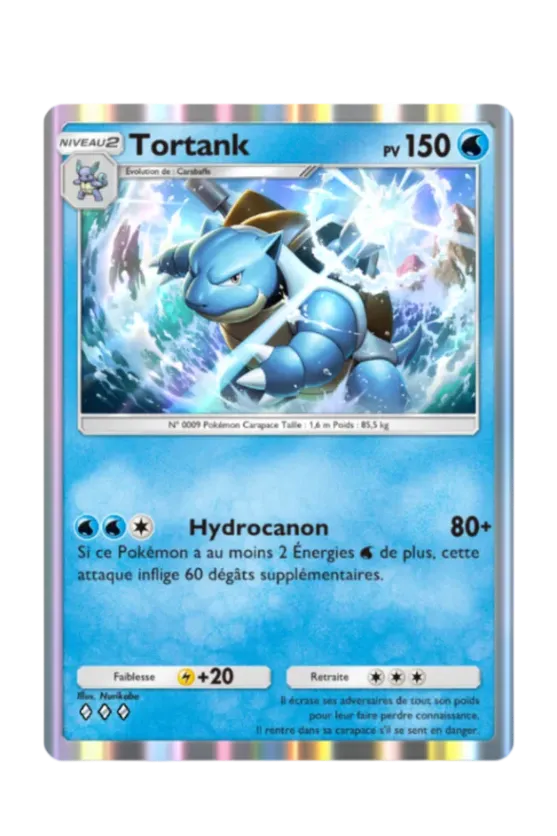 NIVEAU2 Tortank PV 150
Évolution de : Carabaffe
N° 0009 Pokémon Carapace Taille : 1,6 m Poids : 85,5 kg
Hydrocanon 80+
Si ce Pokémon a au moins 2 Énergies de plus, cette
attaque inflige 60 dégâts supplémentaires.
Faiblesse +20 Retraite
Illus. Nurikabe
Il écrase ses adversaires de tout son poids
pour leur faire perdre connaissance.
Il rentre dans sa carapace s'il se sent en danger.